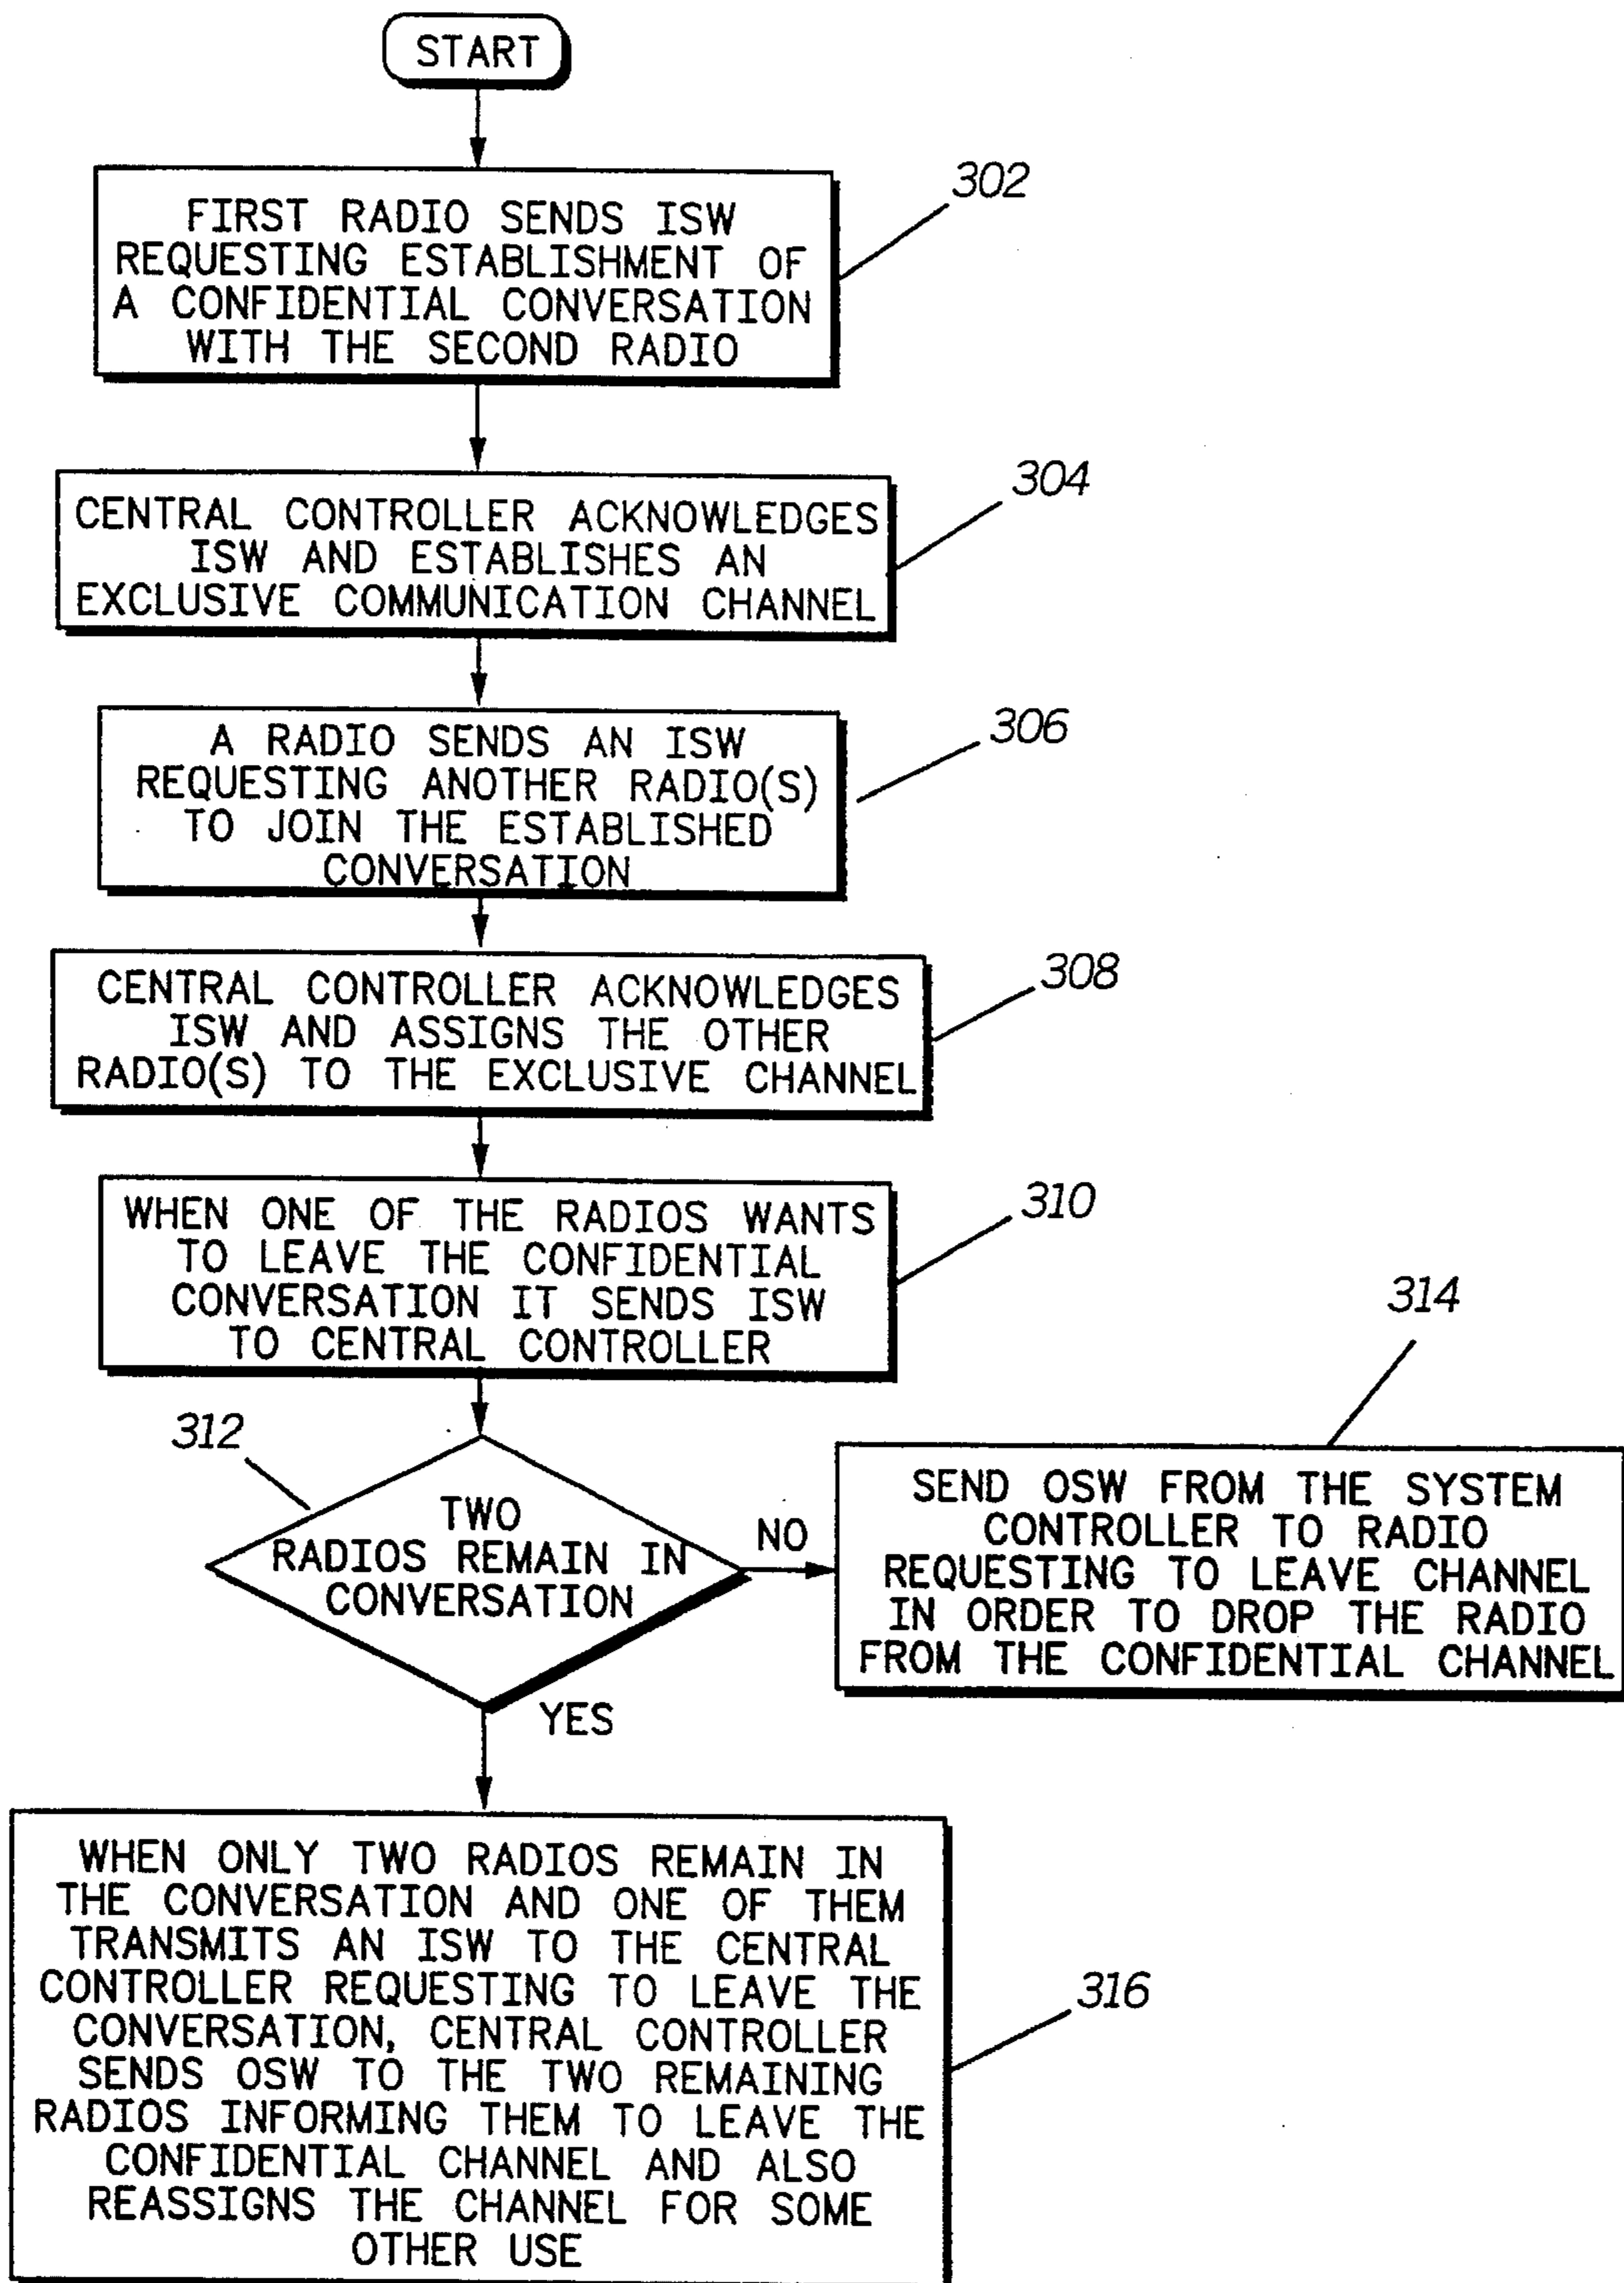 START
302
FIRST RADIO SENDS ISW
REQUESTING ESTABLISHMENT OF
A CONFIDENTIAL CONVERSATION
WITH THE SECOND RADIO
304
CENTRAL CONTROLLER ACKNOWLEDGES
ISW AND ESTABLISHES AN
EXCLUSIVE COMMUNICATION CHANNEL
306
A RADIO SENDS AN ISW
REQUESTING ANOTHER RADIO(S)
TO JOIN THE ESTABLISHED
CONVERSATION
308
CENTRAL CONTROLLER ACKNOWLEDGES
ISW AND ASSIGNS THE OTHER
RADIO(S) TO THE EXCLUSIVE CHANNEL
310
WHEN ONE OF THE RADIOS WANTS
TO LEAVE THE CONFIDENTIAL
CONVERSATION IT SENDS ISW
TO CENTRAL CONTROLLER
312
TWO
RADIOS REMAIN IN
CONVERSATION
NO
314
SEND OSW FROM THE SYSTEM
CONTROLLER TO RADIO
REQUESTING TO LEAVE CHANNEL
IN ORDER TO DROP THE RADIO
FROM THE CONFIDENTIAL CHANNEL
YES
WHEN ONLY TWO RADIOS REMAIN IN
THE CONVERSATION AND ONE OF THEM
TRANSMITS AN ISW TO THE CENTRAL
CONTROLLER REQUESTING TO LEAVE THE
CONVERSATION, CENTRAL CONTROLLER
SENDS OSW TO THE TWO REMAINING
RADIOS INFORMING THEM TO LEAVE THE
CONFIDENTIAL CHANNEL AND ALSO
REASSIGNS THE CHANNEL FOR SOME
OTHER USE
316